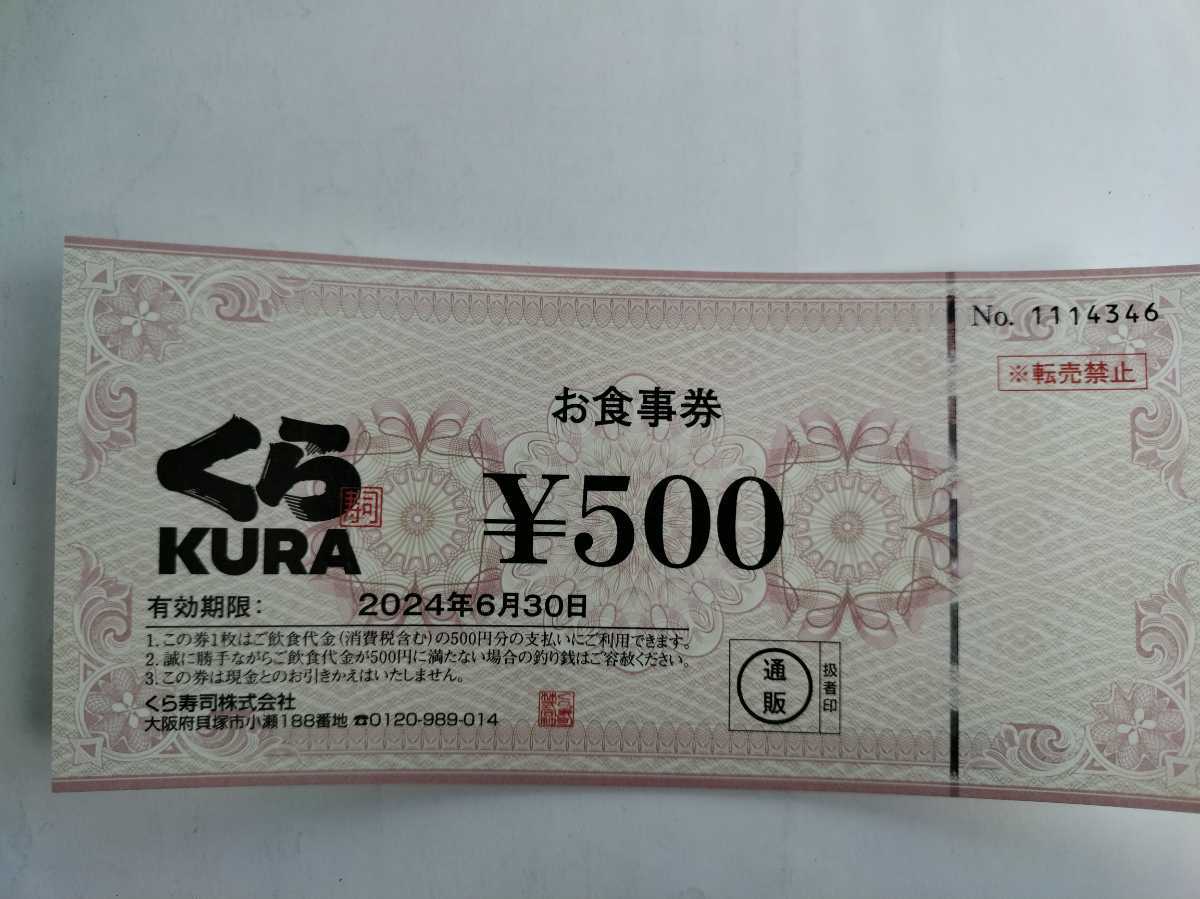 No. 1114346
※転売禁止
お食事券
¥500
くら
寿司
KURA
有効期限: 2024年6月30日
1.この券1枚はご飲食代金(消費税含む)の500円分の支払いにご利用できます。
2.誠に勝手ながらご飲食代金が500円に満たない場合の釣り銭はご容赦ください。
3.この券は現金とのお引きかえはいたしません。
くら寿司株式会社
大阪府貝塚市小瀬188番地 ☎0120-989-014
通販
扱者印